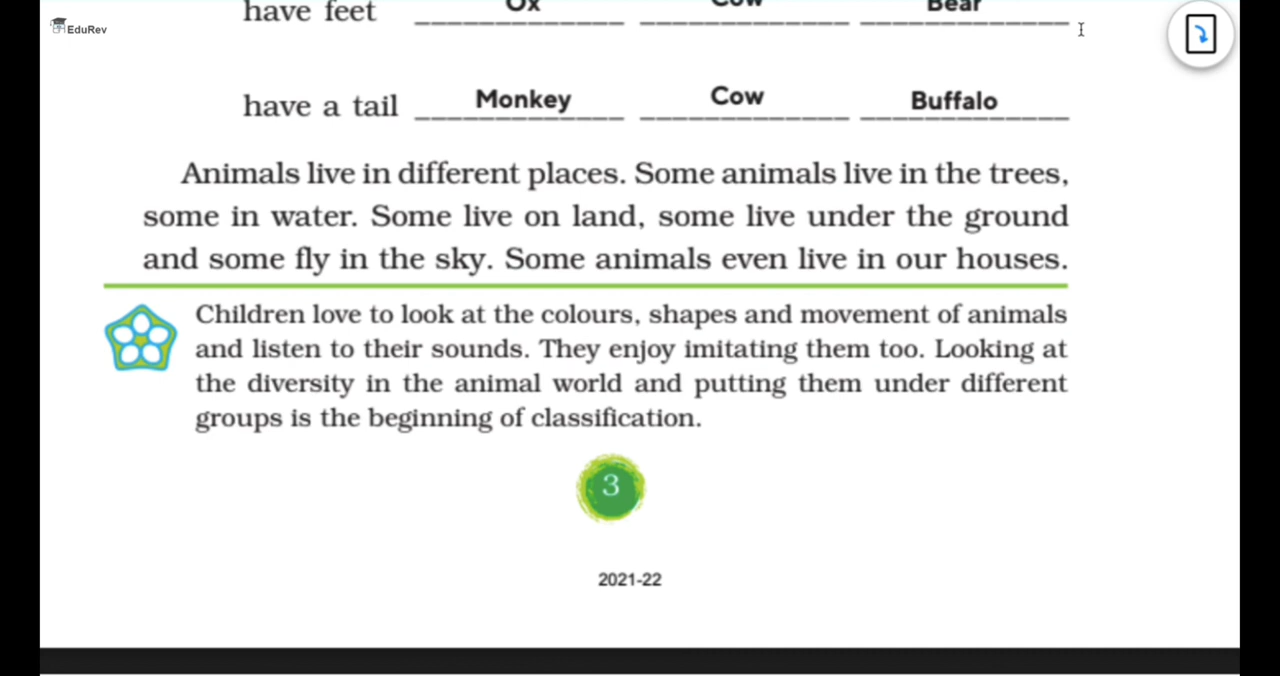 have feet Ox Cow Bear
EduRev
have a tail Monkey Cow Buffalo
Animals live in different places. Some animals live in the trees,
some in water. Some live on land, some live under the ground
and some fly in the sky. Some animals even live in our houses.
Children love to look at the colours, shapes and movement of animals
and listen to their sounds. They enjoy imitating them too. Looking at
the diversity in the animal world and putting them under different
groups is the beginning of classification.
3
2021-22